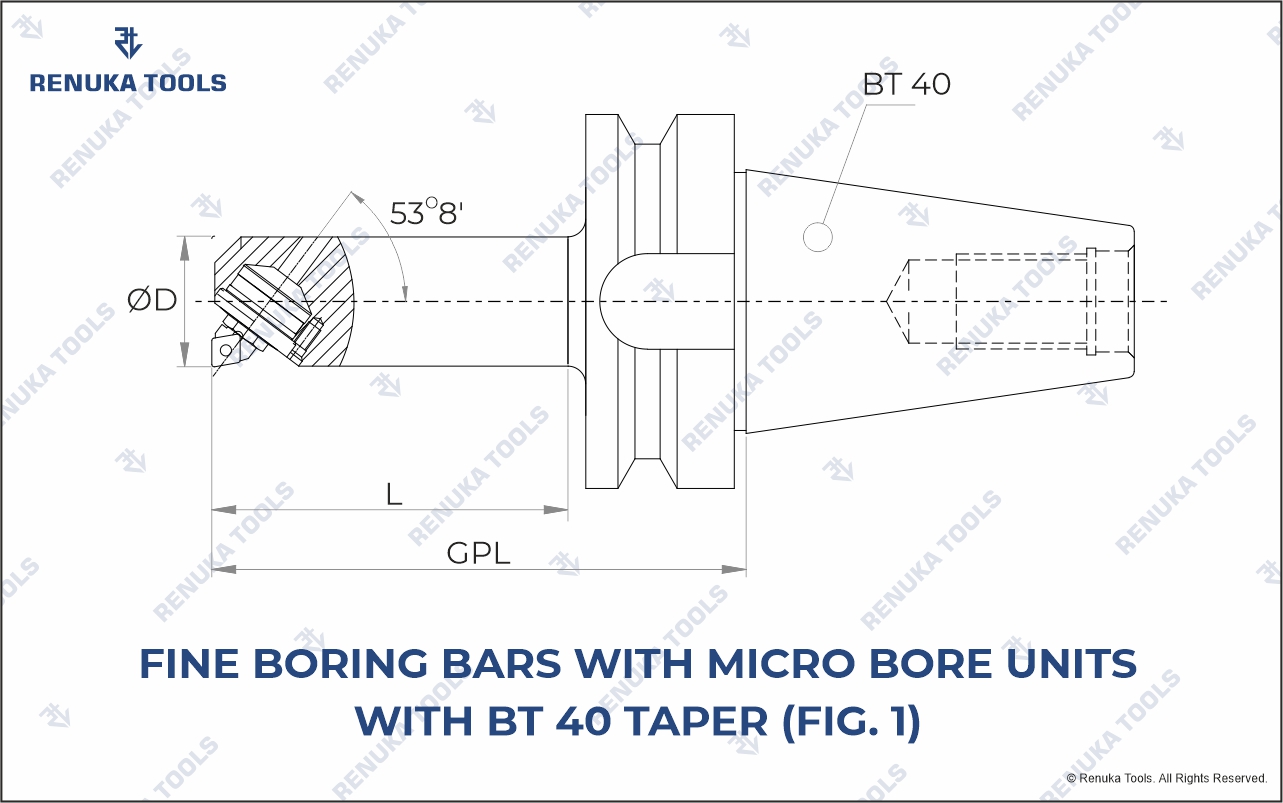 RENUKA TOOLS
BT 40
53°8'
ØD
L
GPL
FINE BORING BARS WITH MICRO BORE UNITS
WITH BT 40 TAPER (FIG. 1)
© Renuka Tools. All Rights Reserved.